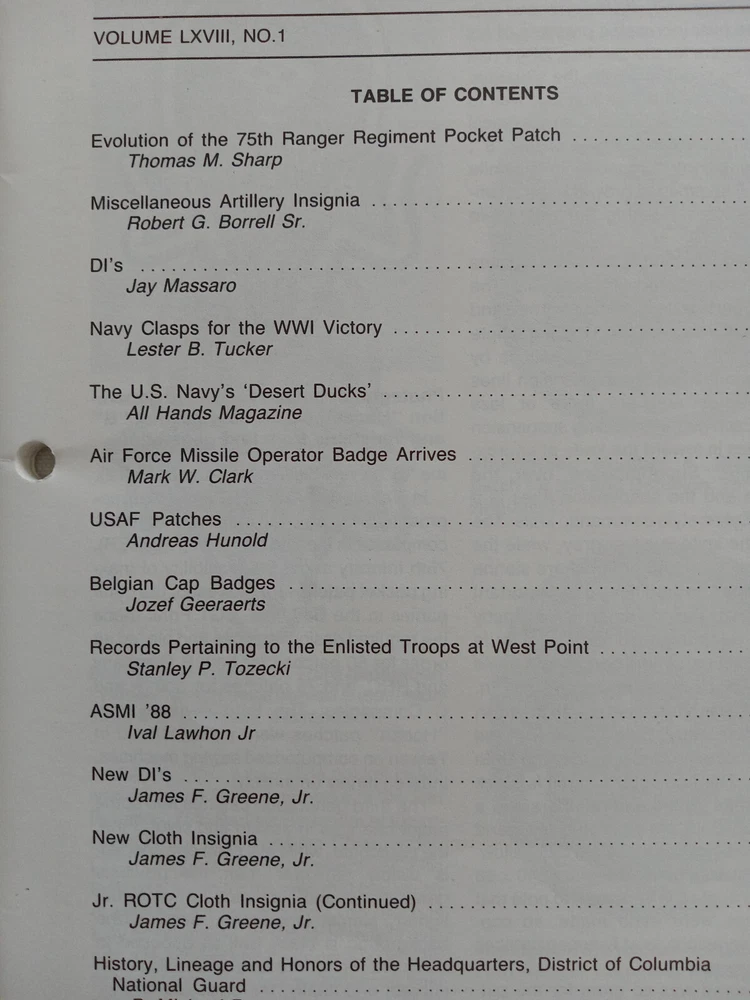 VOLUME LXVIII, NO.1
TABLE OF CONTENTS
Evolution of the 75th Ranger Regiment Pocket Patch . . . . . . . . . . . . . .
Thomas M. Sharp
Miscellaneous Artillery Insignia . . . . . . . . . . . . . . . . . . . . . . . . . . . . . .
Robert G. Borrell Sr.
DI's . . . . . . . . . . . . . . . . . . . . . . . . . . . . . . . . . . . . . . . . . . . . . . . .
Jay Massaro
Navy Clasps for the WWI Victory . . . . . . . . . . . . . . . . . . . . . . . . . . . .
Lester B. Tucker
The U.S. Navy's ‘Desert Ducks’ . . . . . . . . . . . . . . . . . . . . . . . . . . . . .
All Hands Magazine
Air Force Missile Operator Badge Arrives . . . . . . . . . . . . . . . . . . . . . .
Mark W. Clark
USAF Patches . . . . . . . . . . . . . . . . . . . . . . . . . . . . . . . . . . . . . . . .
Andreas Hunold
Belgian Cap Badges . . . . . . . . . . . . . . . . . . . . . . . . . . . . . . . . . . . .
Jozef Geeraerts
Records Pertaining to the Enlisted Troops at West Point . . . . . . . . . . . .
Stanley P. Tozecki
ASMI '88 . . . . . . . . . . . . . . . . . . . . . . . . . . . . . . . . . . . . . . . . . . . .
Ival Lawhon Jr
New DI's . . . . . . . . . . . . . . . . . . . . . . . . . . . . . . . . . . . . . . . . . . . .
James F. Greene, Jr.
New Cloth Insignia . . . . . . . . . . . . . . . . . . . . . . . . . . . . . . . . . . . . .
James F. Greene, Jr.
Jr. ROTC Cloth Insignia (Continued) . . . . . . . . . . . . . . . . . . . . . . . . .
James F. Greene, Jr.
History, Lineage and Honors of the Headquarters, District of Columbia
National Guard . . . . . . . . . . . . . . . . . . . . . . . . . . . . . . . . . . . . . .